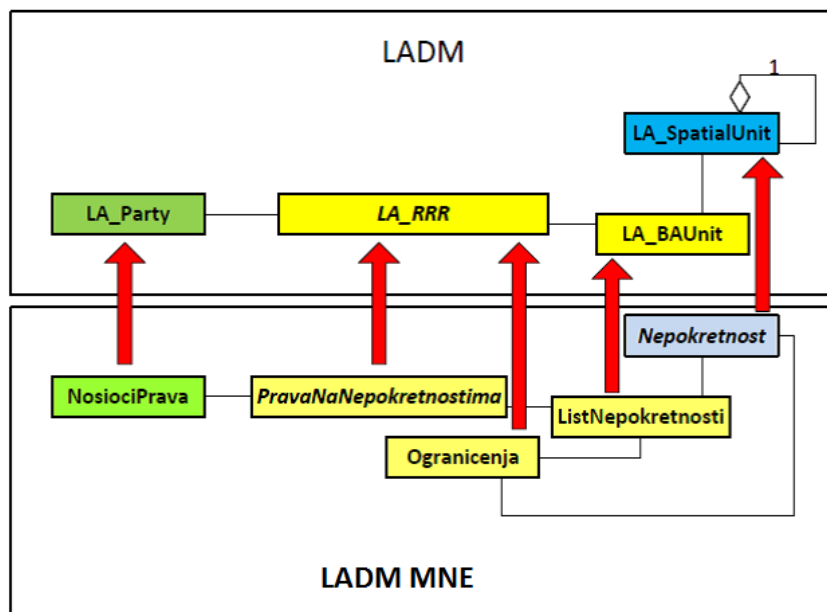 LADM
1
LA_SpatialUnit
LA_Party
LA_RRR
LA_BAUnit
Nepokretnost
NosiociPrava
PravaNaNepokretnostima
ListNepokretnosti
Ogranicenja
LADM MNE